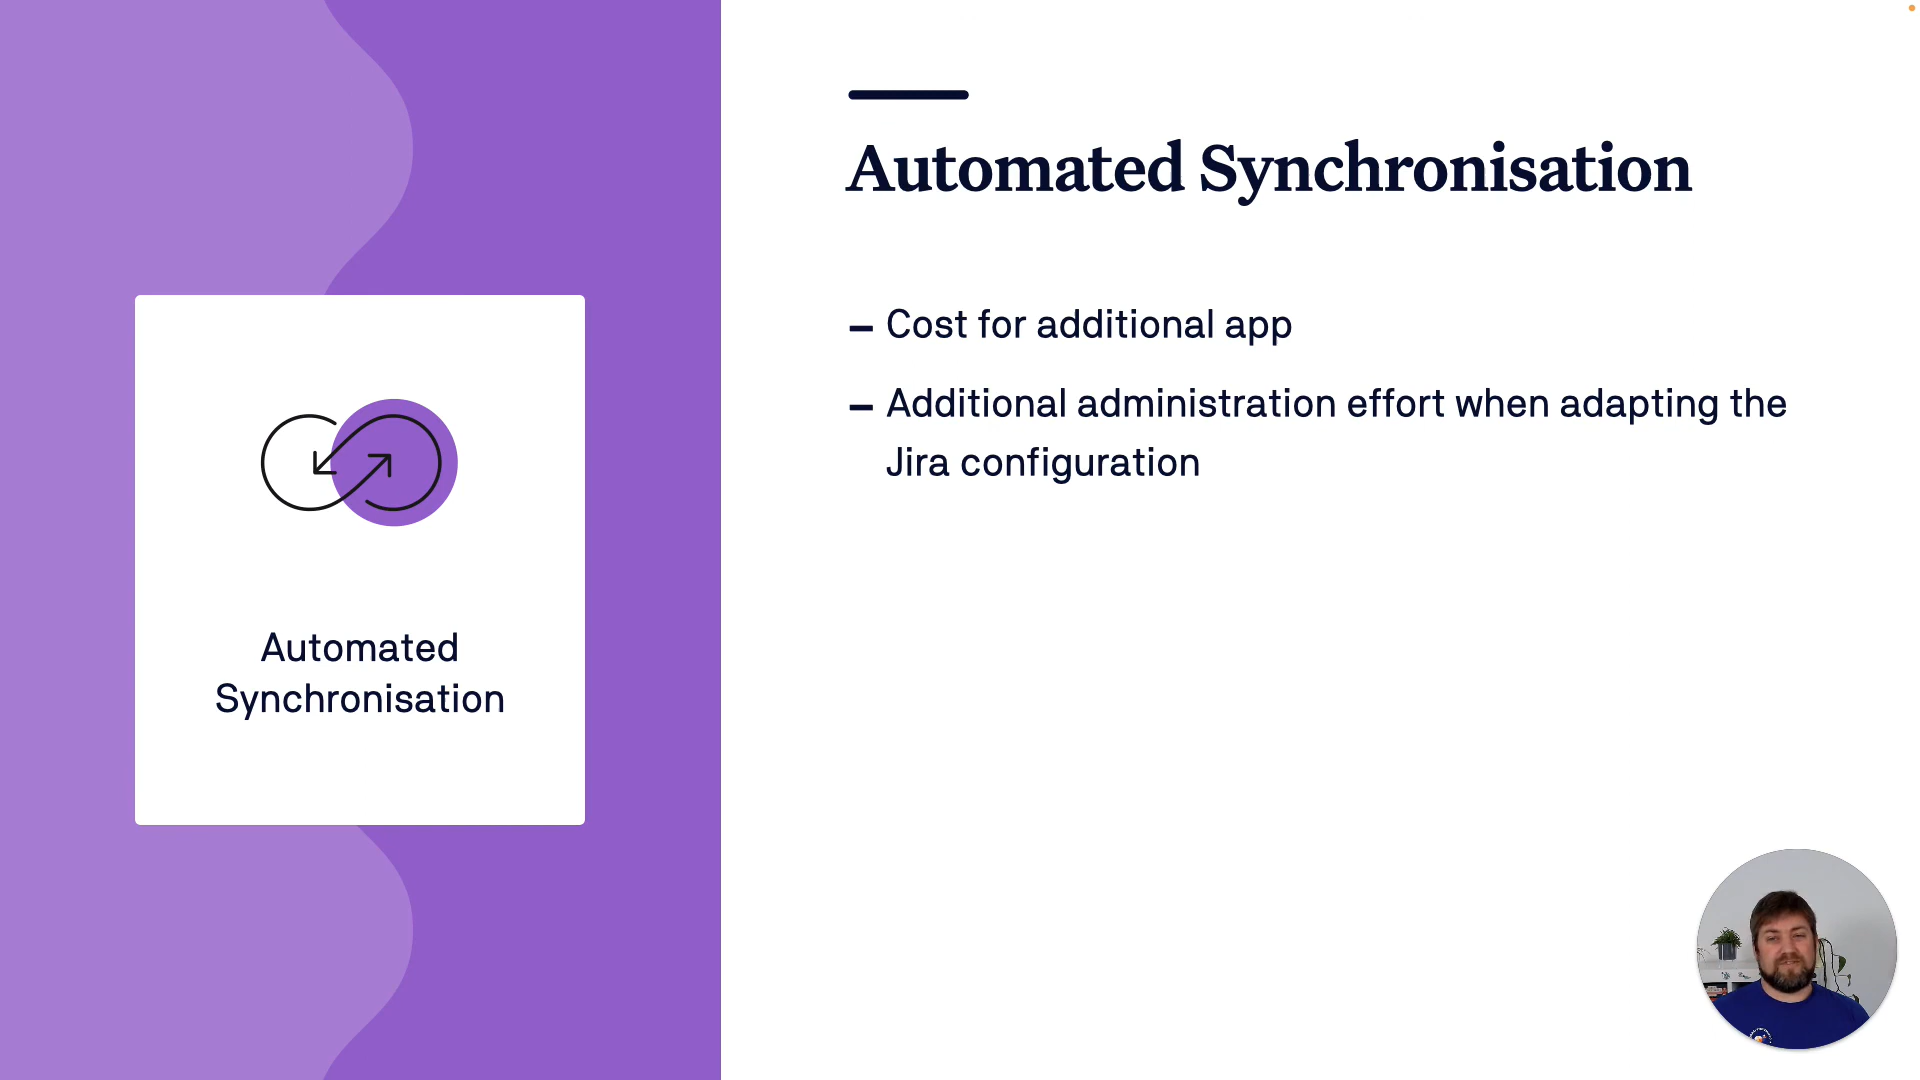 Automated Synchronisation
– Cost for additional app
– Additional administration effort when adapting the
Jira configuration
Automated
Synchronisation